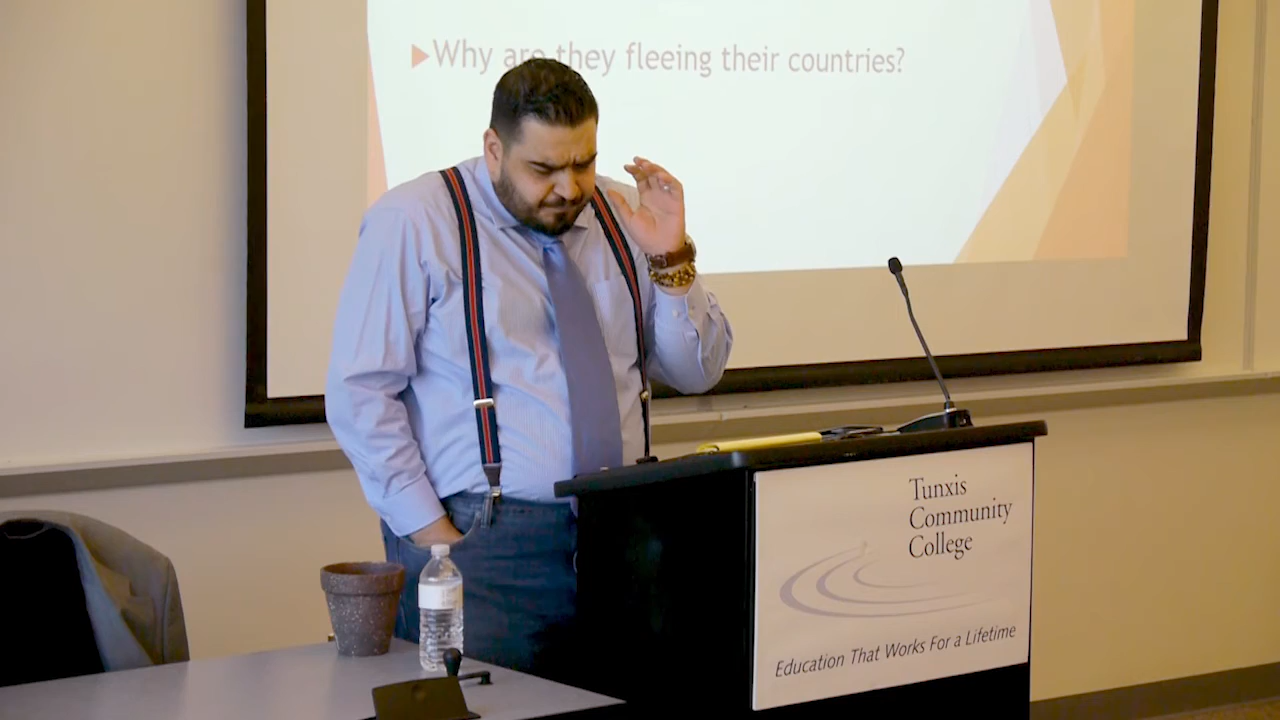 Why are they fleeing their countries?
Tunxis
Community
College
Education That Works For a Lifetime